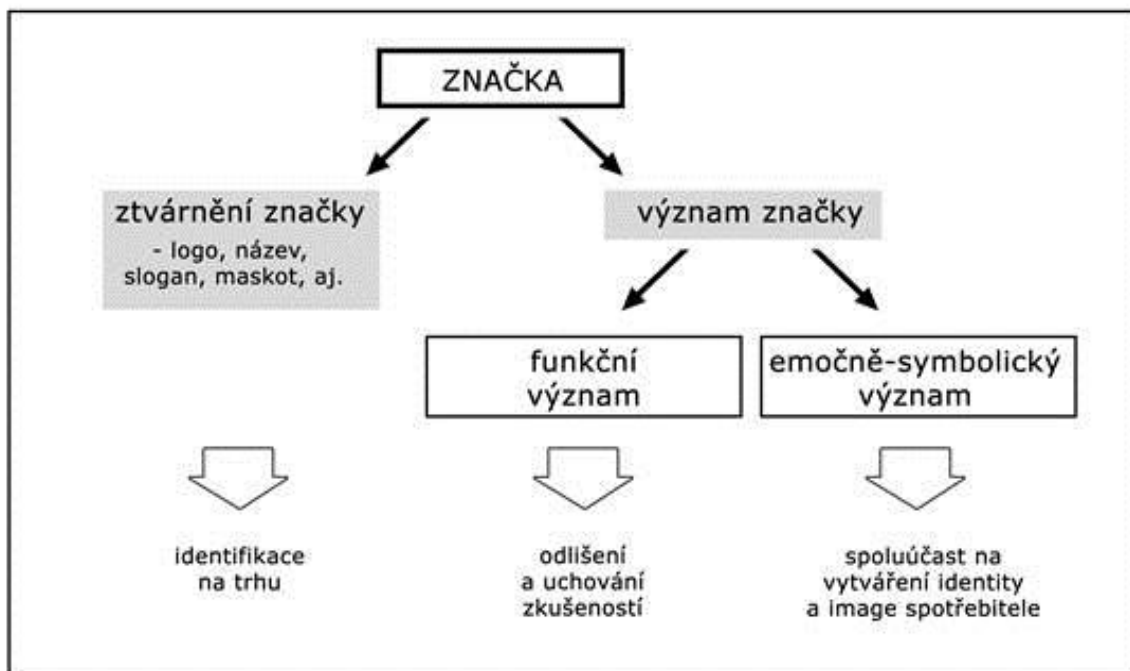 ZNAČKA
ztvárnění značky
- logo, název,
slogan, maskot, aj.
význam značky
funkční
význam
emočně-symbolický
význam
identifikace
na trhu
odlišení
a uchování
zkušeností
spoluúčast na
vytváření identity
a image spotřebitele